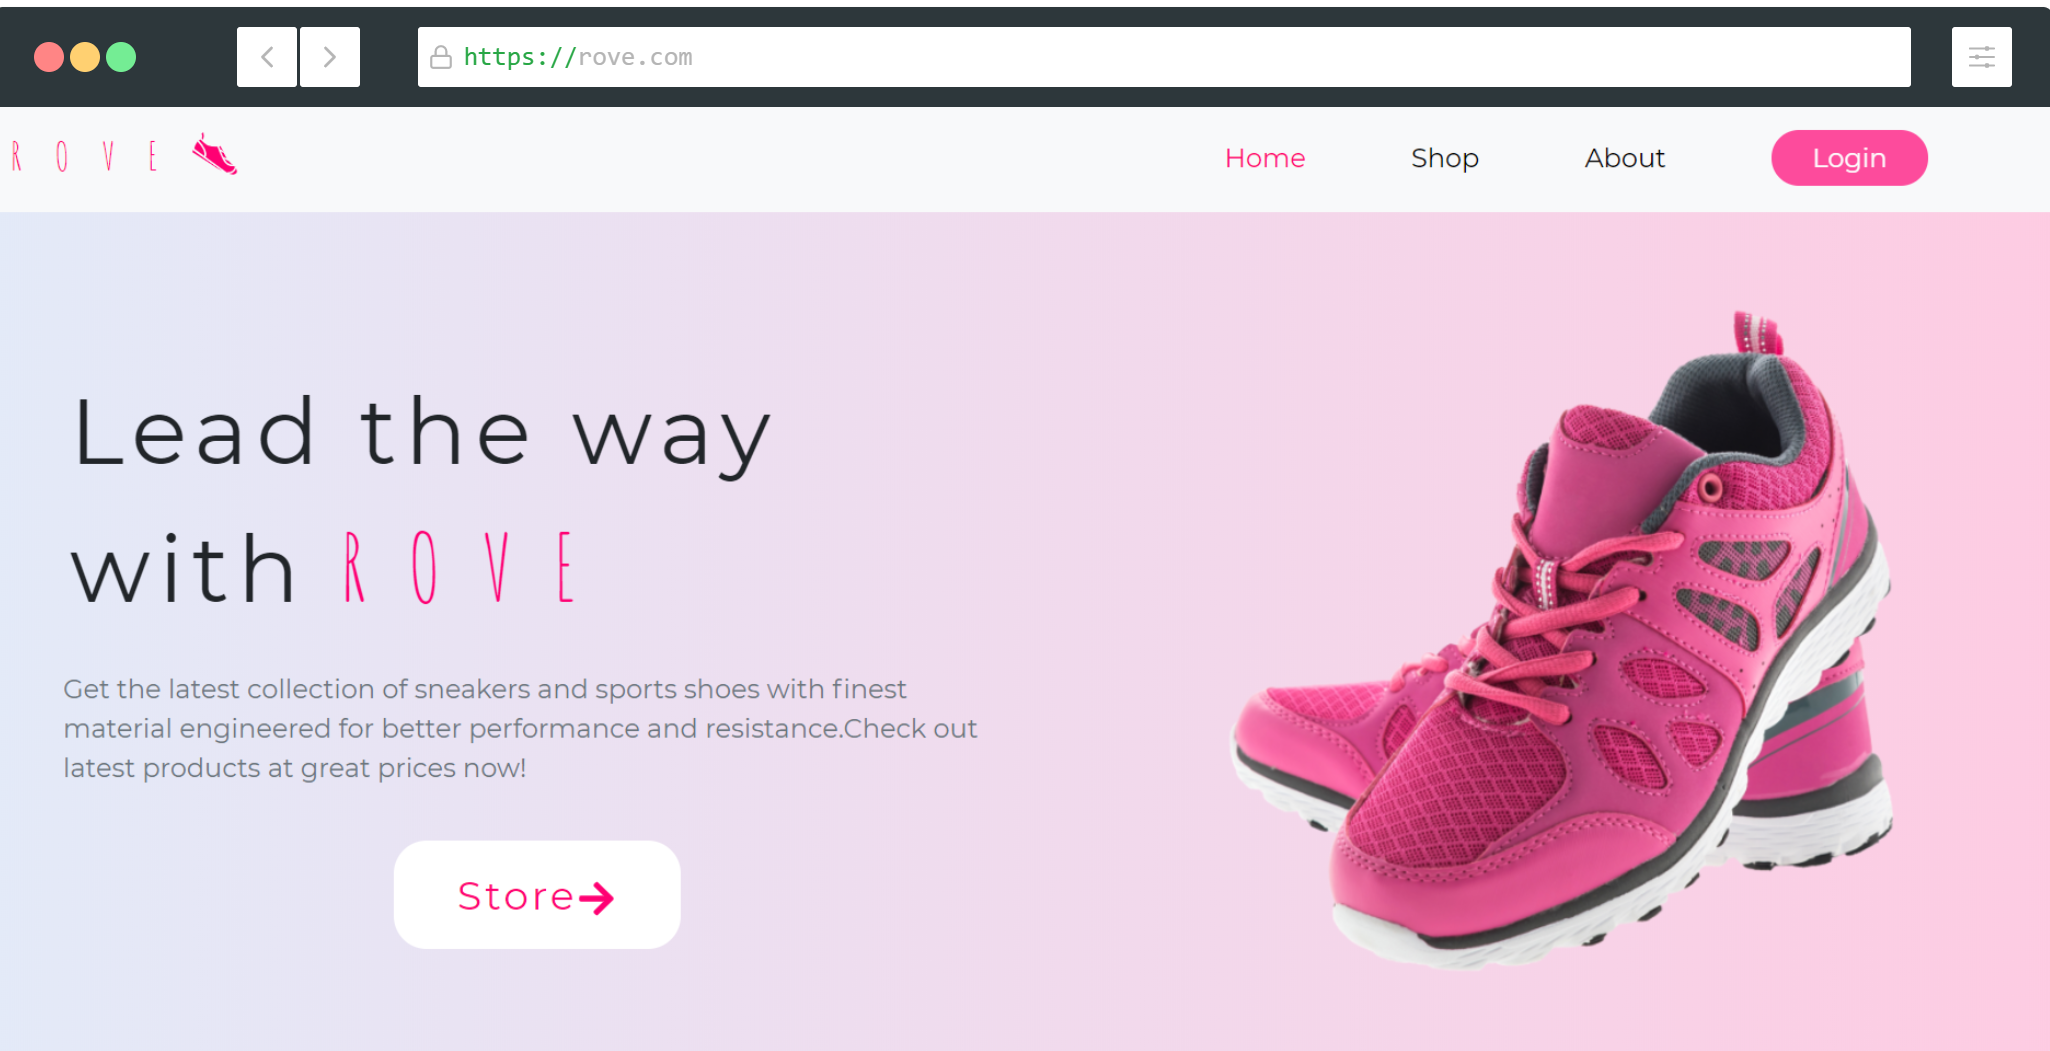 https://rove.com
ROVE
Home Shop About Login
Lead the way
with ROVE
Get the latest collection of sneakers and sports shoes with finest
material engineered for better performance and resistance.Check out
latest products at great prices now!
Store